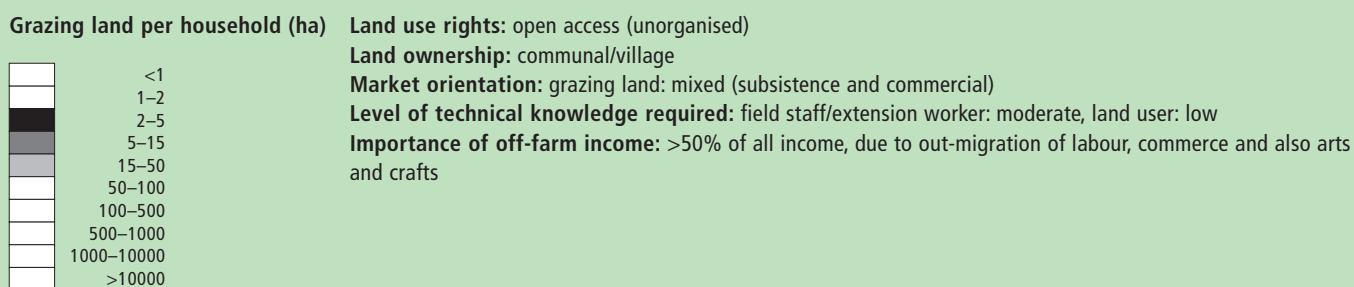 Grazing land per household (ha)
<1
1–2
2–5
5–15
15–50
50–100
100–500
500–1000
1000–10000
>10000
Land use rights: open access (unorganised)
Land ownership: communal/village
Market orientation: grazing land: mixed (subsistence and commercial)
Level of technical knowledge required: field staff/extension worker: moderate, land user: low
Importance of off-farm income: >50% of all income, due to out-migration of labour, commerce and also arts
and crafts